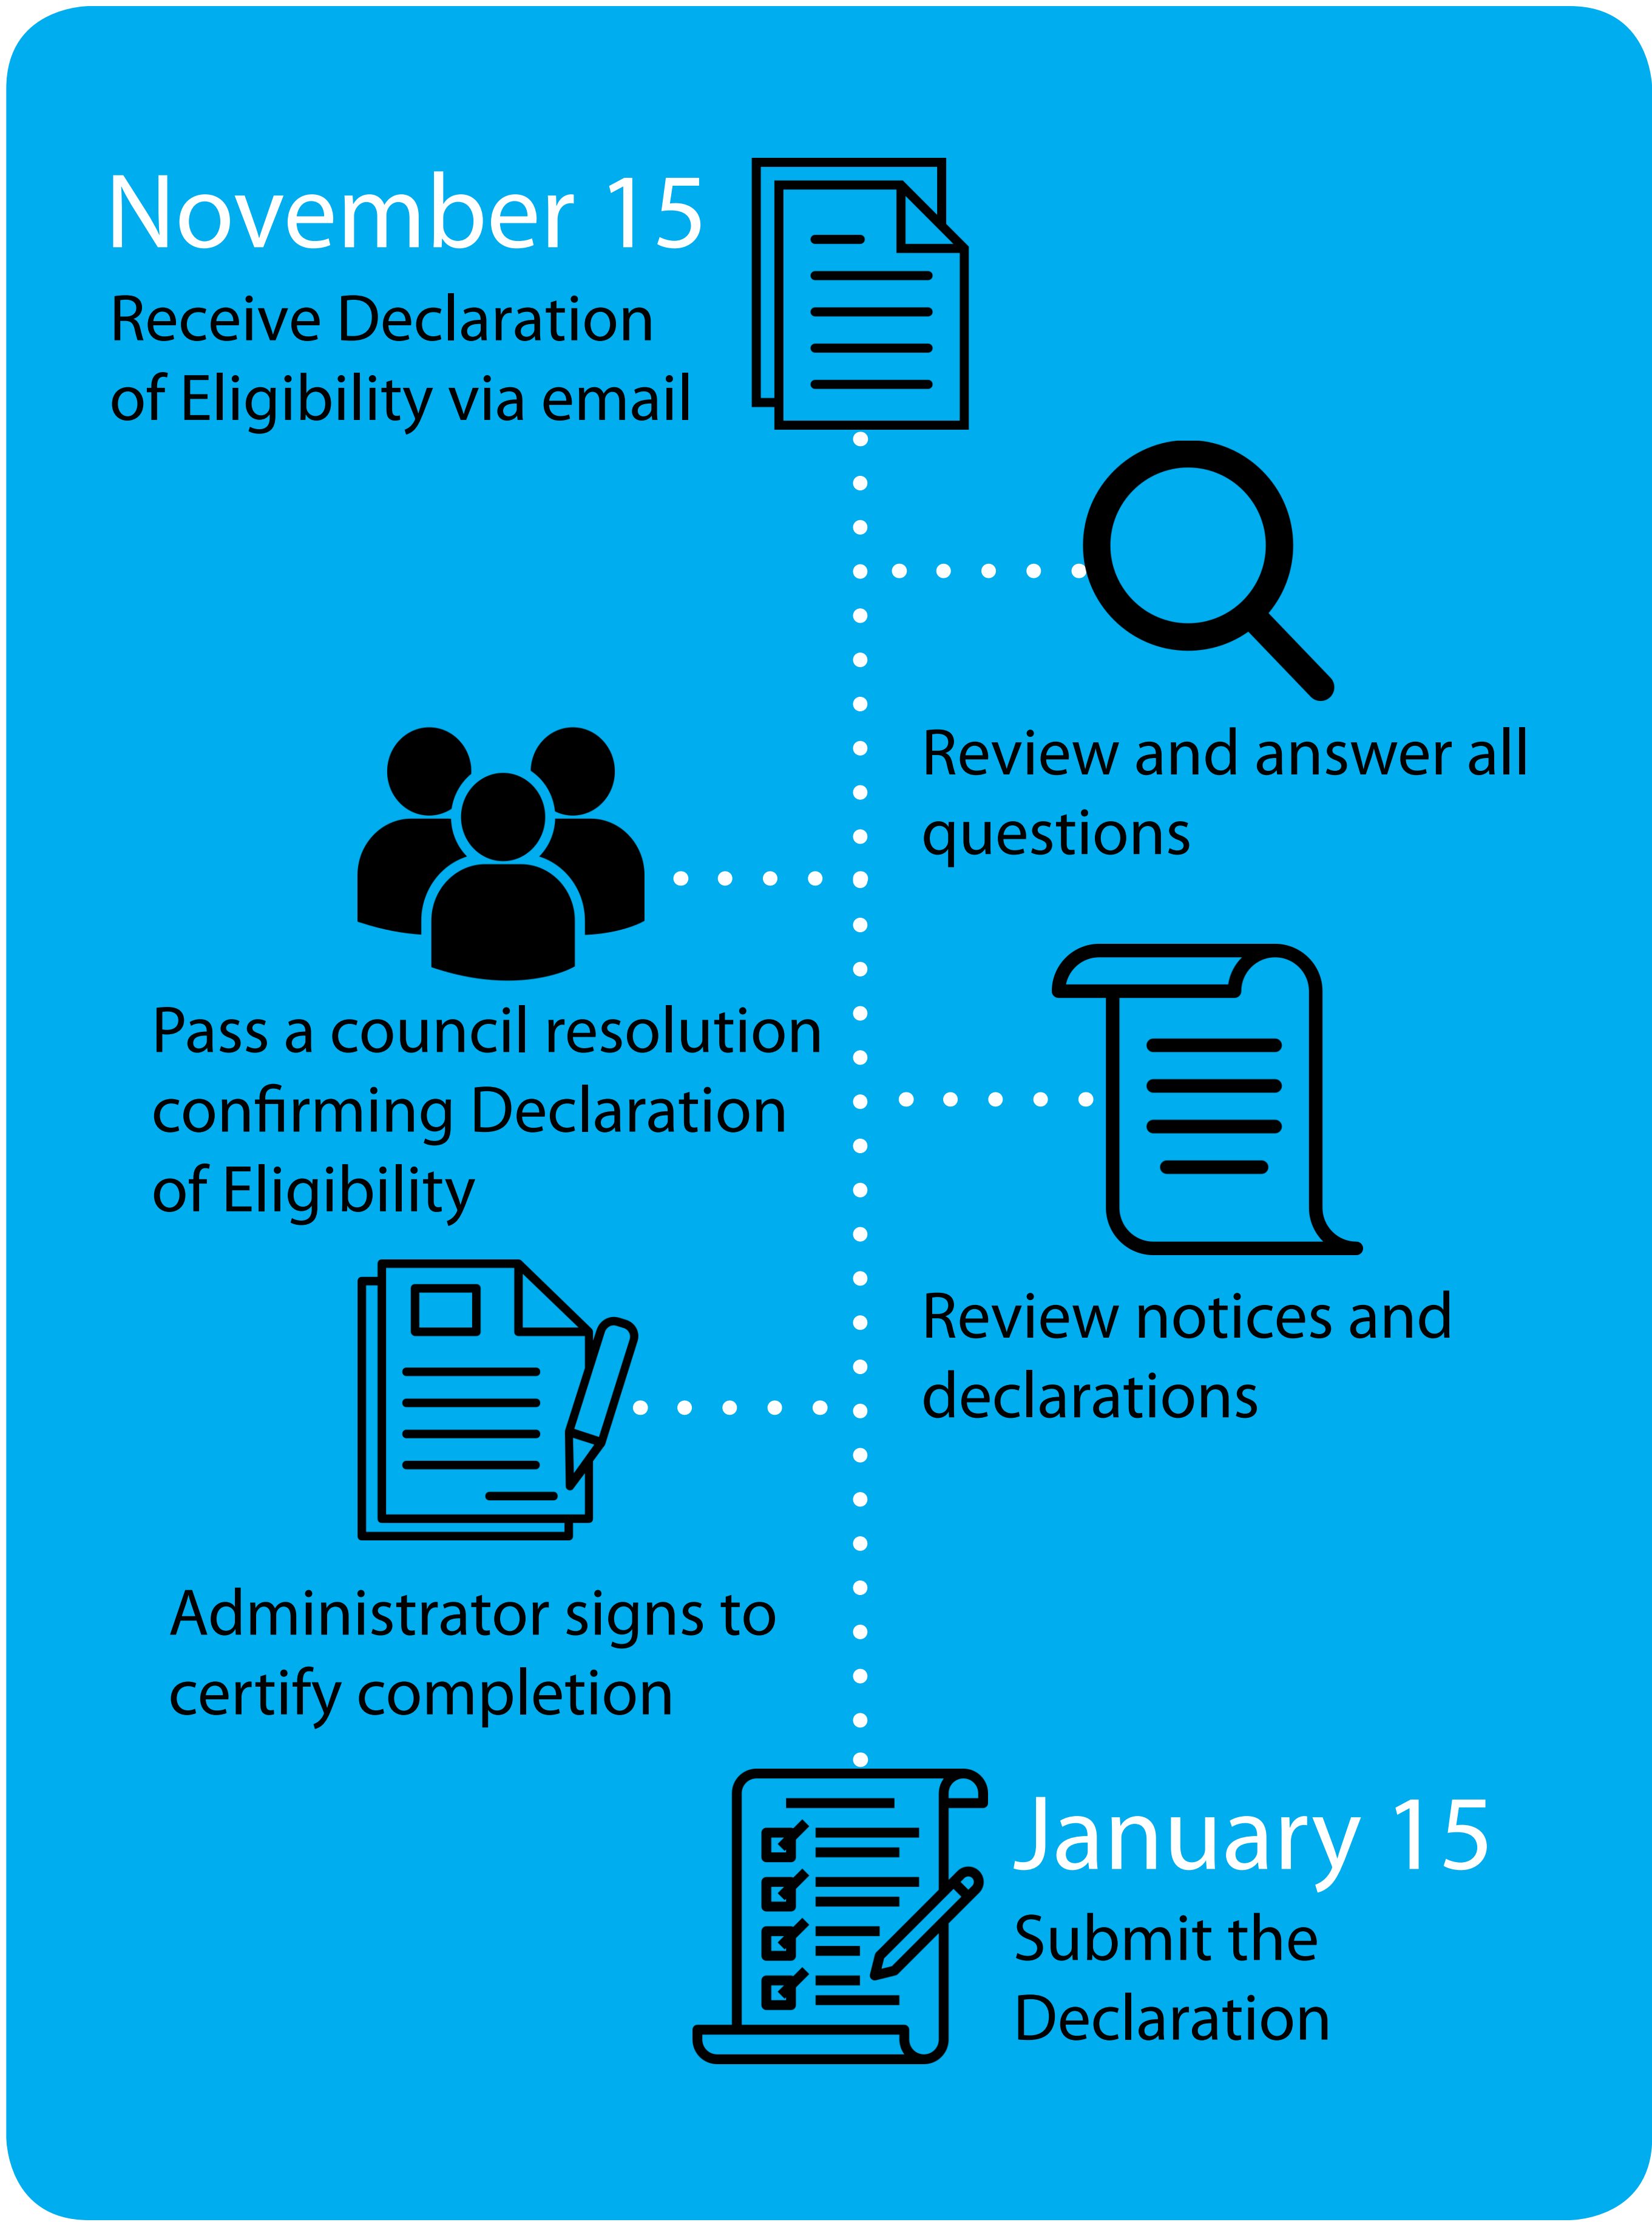 November 15
Receive Declaration
of Eligibility via email
Review and answer all
questions
Pass a council resolution
confirming Declaration
of Eligibility
Review notices and
declarations
Administrator signs to
certify completion
January 15
Submit the
Declaration